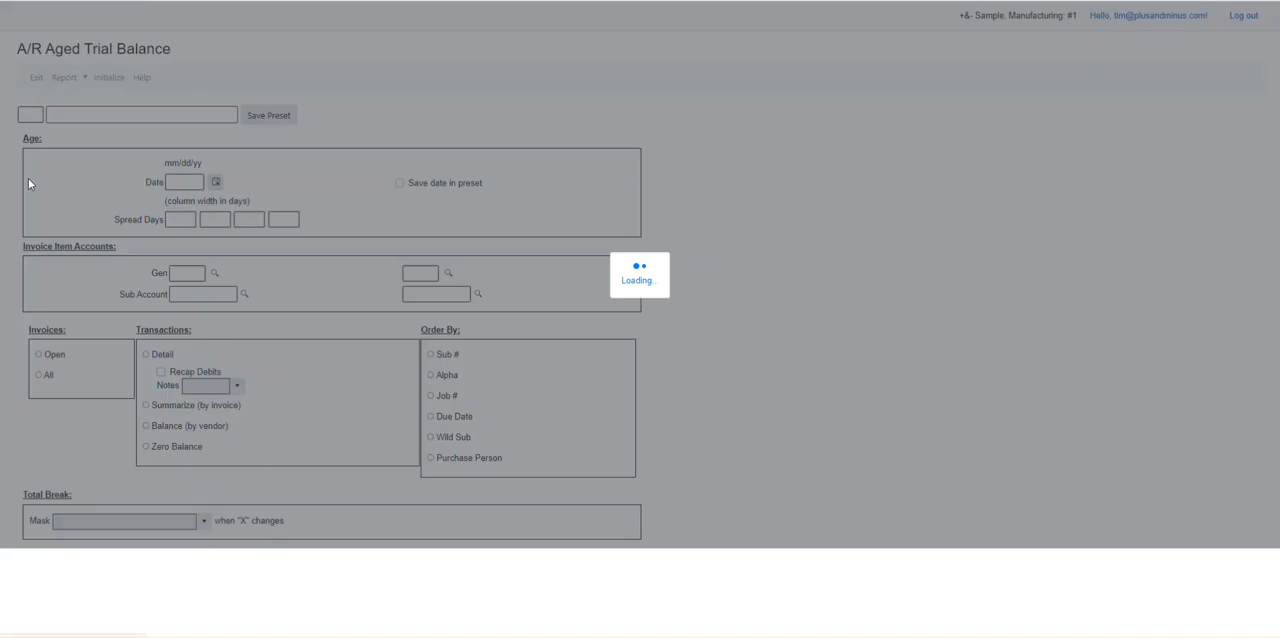 +&- Sample, Manufacturing: #1 Hello, tim@plusandminus.com! Log out
A/R Aged Trial Balance
Exit Report Initialize Help
Save Preset
Age:
mm/dd/yy
Date Save date in preset
(column width in days)
Spread Days
Invoice Item Accounts:
Gen
Loading..
Sub Account
Invoices: Transactions: Order By:
Open Detail Sub #
Recap Debits
All Alpha
Notes
Job #
Summarize (by invoice)
Due Date
Balance (by vendor)
Wild Sub
Zero Balance
Purchase Person
Total Break:
Mask when "X" changes